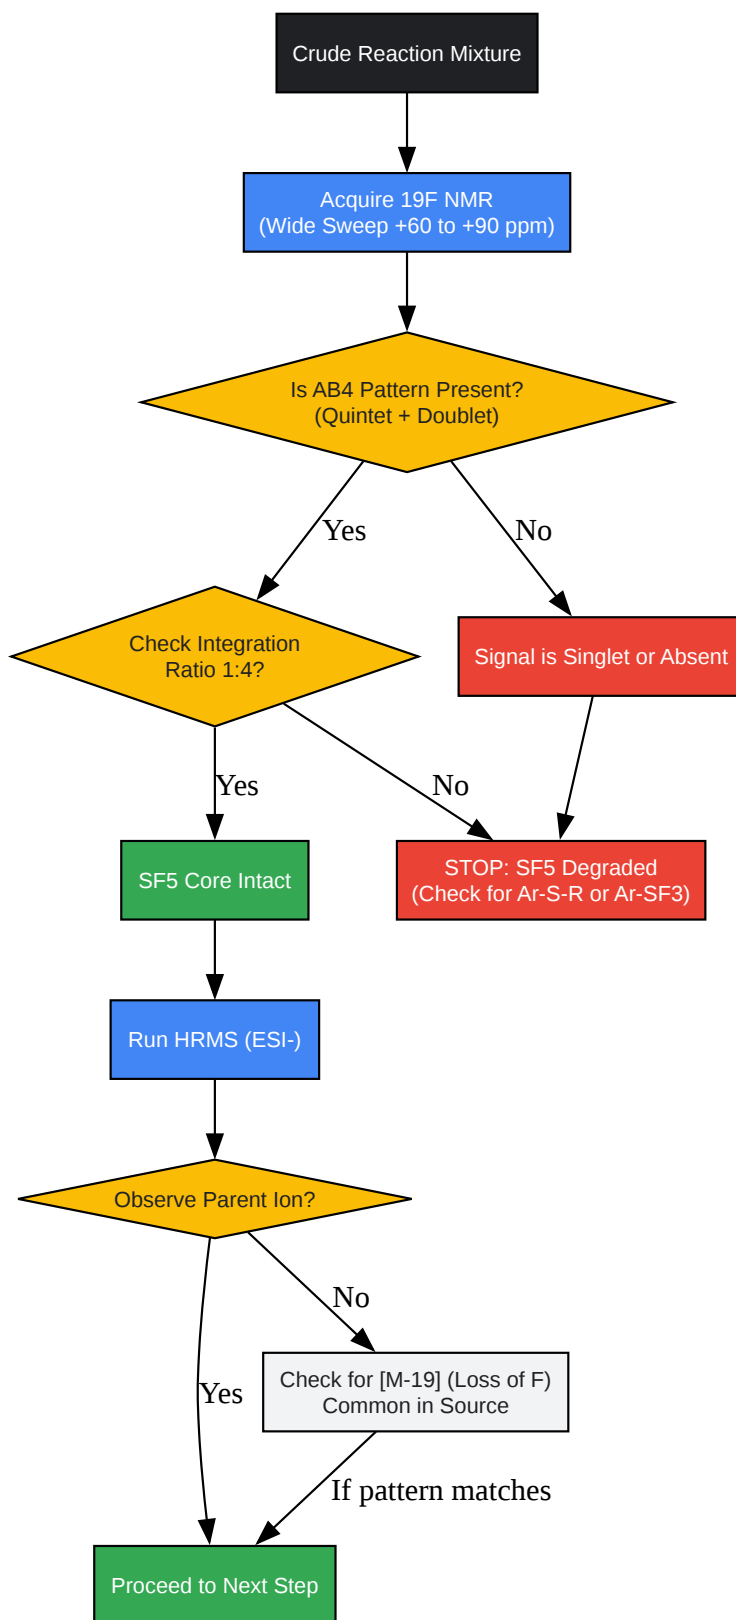 Crude Reaction Mixture
Acquire 19F NMR
(Wide Sweep +60 to +90 ppm)
Is AB4 Pattern Present?
(Quintet + Doublet)
Yes
No
Check Integration
Ratio 1:4?
Signal is Singlet or Absent
Yes
No
SF5 Core Intact
STOP: SF5 Degraded
(Check for Ar-S-R or Ar-SF3)
Run HRMS (ESI-)
Observe Parent Ion?
No
Yes
Check for [M-19] (Loss of F)
Common in Source
If pattern matches
Proceed to Next Step